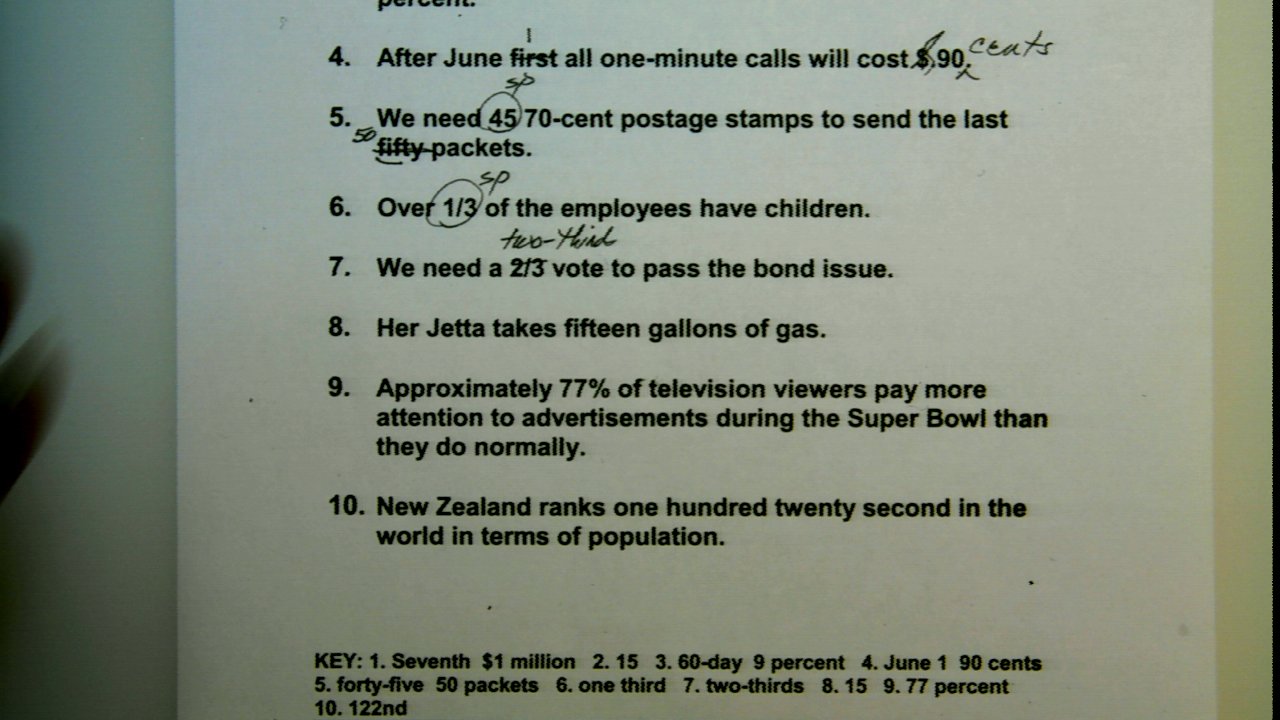 percent.
1
4. After June first all one-minute calls will cost $.90. cents
sp
5. We need 45 70-cent postage stamps to send the last
50
fifty packets.
sp
6. Over 1/3 of the employees have children.
two-third
7. We need a 2/3 vote to pass the bond issue.
8. Her Jetta takes fifteen gallons of gas.
9. Approximately 77% of television viewers pay more
attention to advertisements during the Super Bowl than
they do normally.
10. New Zealand ranks one hundred twenty second in the
world in terms of population.
KEY: 1. Seventh $1 million 2. 15 3. 60-day 9 percent 4. June 1 90 cents
5. forty-five 50 packets 6. one third 7. two-thirds 8. 15 9. 77 percent
10. 122nd